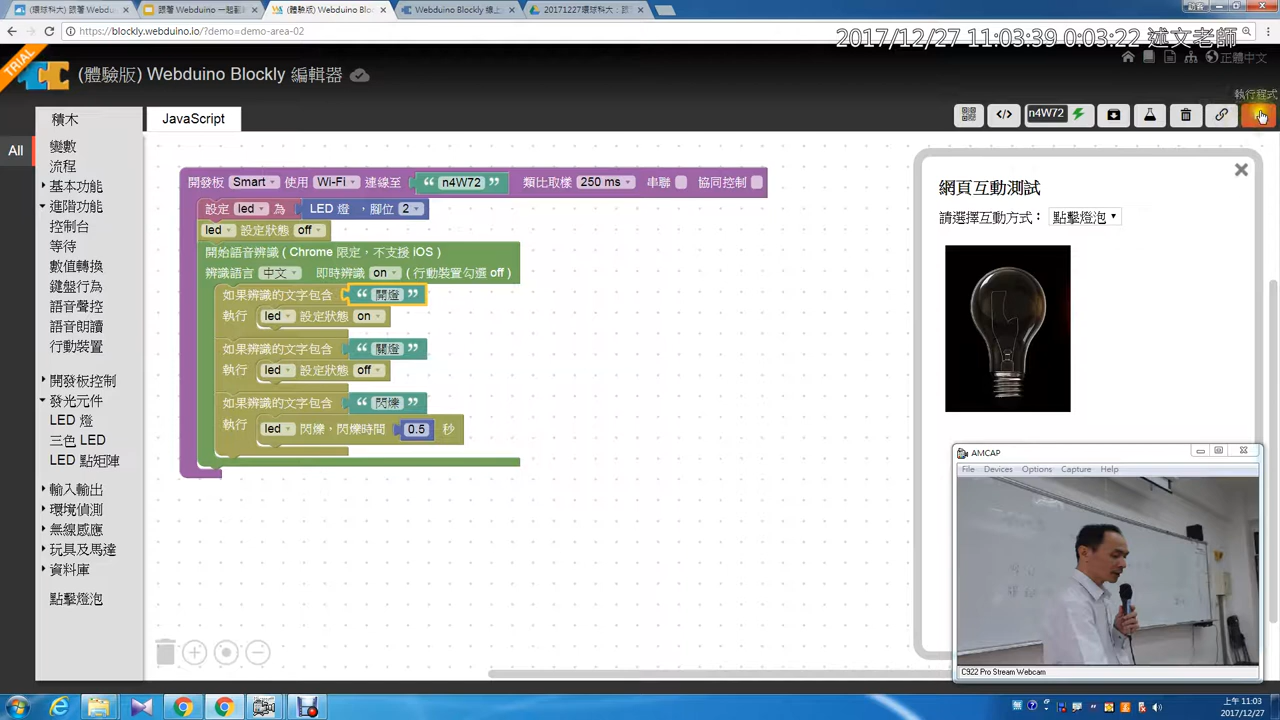 (環球科大) 跟著 Webdu
跟著 Webduino 一起翻
(體驗版) Webduino Blo
Webduino Blockly 線上
20171227環球科大：跟
訪客
https://blockly.webduino.io/?demo=demo-area-02
2017/12/27 11:03:39 0:03:22 述文老師
TRIAL
(體驗版) Webduino Blockly 編輯器
正體中文
執行程式
n4W72
All
積木
變數
流程
基本功能
進階功能
控制台
等待
數值轉換
鍵盤行為
語音聲控
語音朗讀
行動裝置
開發板控制
發光元件
LED 燈
三色 LED
LED 點矩陣
輸入輸出
環境偵測
無線感應
玩具及馬達
資料庫
點擊燈泡
JavaScript
開發板 Smart 使用 Wi-Fi 連線至 “ n4W72 ” 類比取樣 250 ms 串聯 協同控制
設定 led 為 LED 燈 ，腳位 2
led 設定狀態 off
開始語音辨識 ( Chrome 限定，不支援 iOS )
辨識語言 中文 即時辨識 on ( 行動裝置勾選 off )
如果辨識的文字包含 “ 開燈 ”
執行 led 設定狀態 on
如果辨識的文字包含 “ 關燈 ”
執行 led 設定狀態 off
如果辨識的文字包含 “ 閃爍 ”
執行 led 閃爍，閃爍時間 0.5 秒
網頁互動測試
請選擇互動方式： 點擊燈泡
AMCAP
File Devices Options Capture Help
C922 Pro Stream Webcam
上午 11:03
2017/12/27